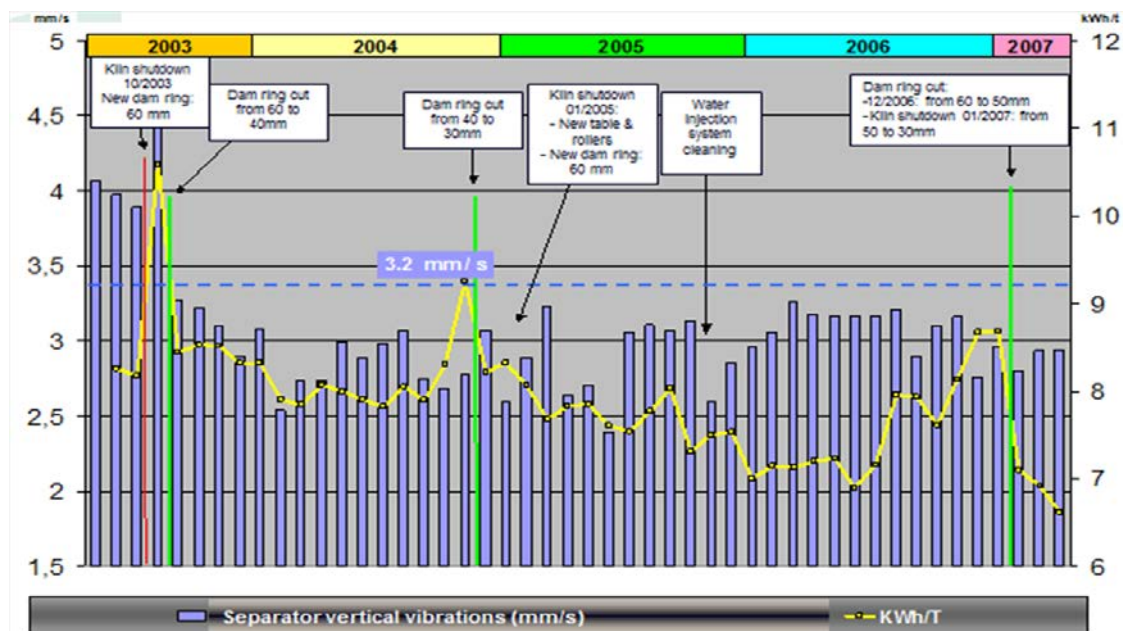 mm/s
kWh/t
2003 2004 2005 2006 2007
5
4,5
4
3,5
3
2,5
2
1,5
12
11
10
9
8
7
6
Kiln shutdown
10/2003
New dam ring:
60 mm
Dam ring cut
from 60 to
40mm
Dam ring cut
from 40 to
30mm
Kiln shutdown
01/2005:
- New table &
rollers
- New dam ring:
60 mm
Water
injection
system
cleaning
Dam ring cut:
-12/2006: from 60 to 50mm
- Kiln shutdown 01/2007: from
50 to 30mm
3.2 mm/s
Separator vertical vibrations (mm/s)
KWh/T